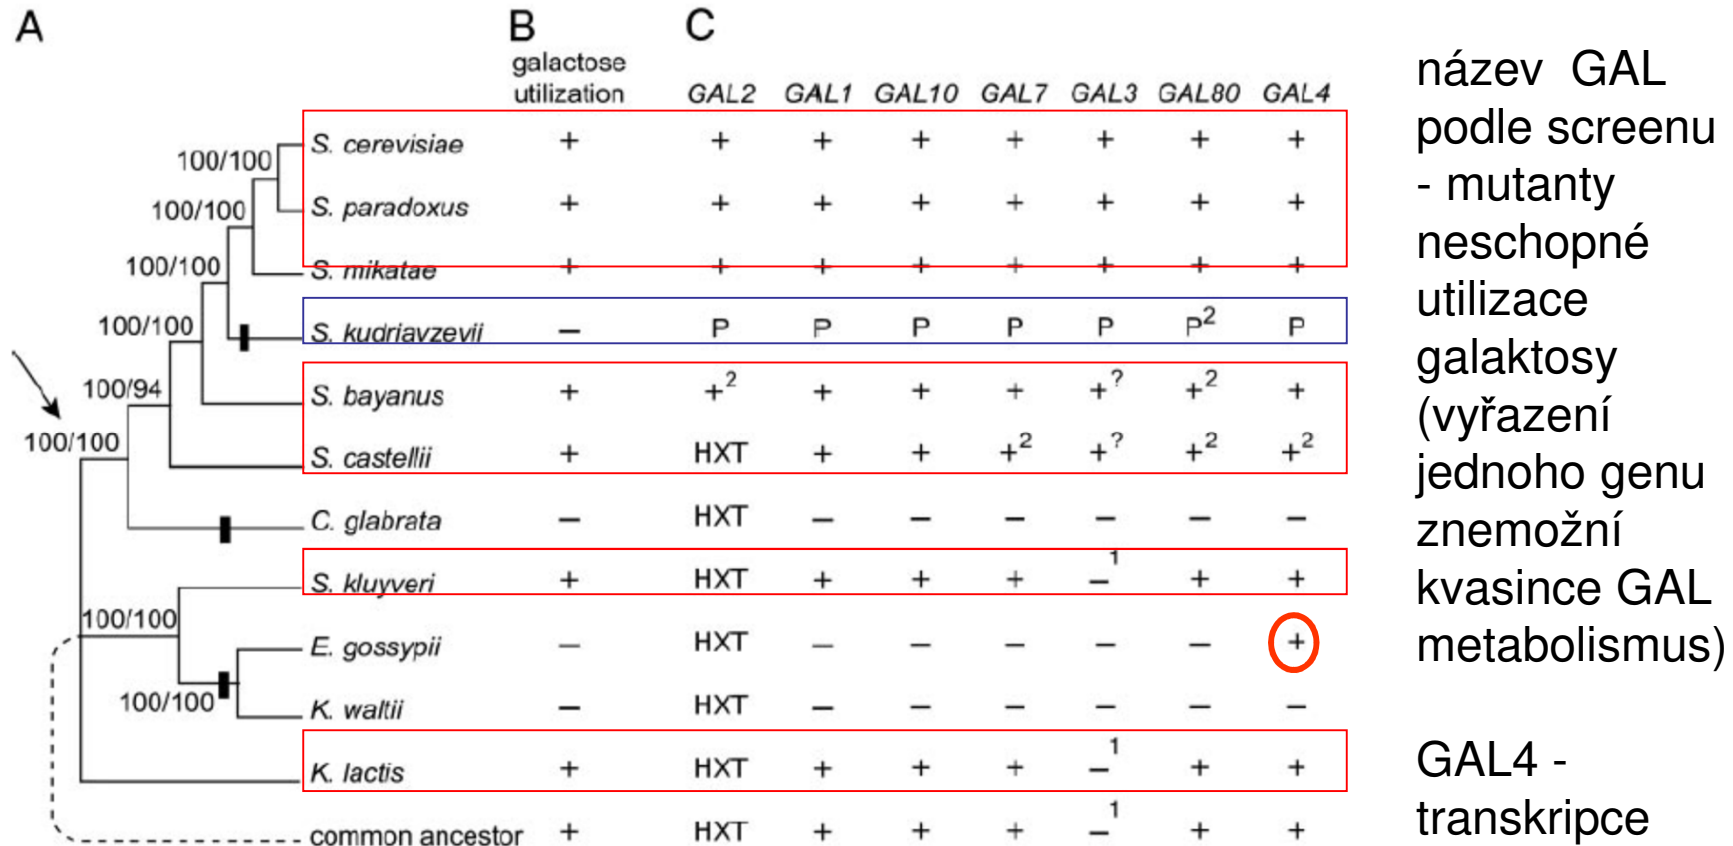 A B C
galactose
utilization GAL2 GAL1 GAL10 GAL7 GAL3 GAL80 GAL4
S. cerevisiae + + + + + + + +
100/100
S. paradoxus + + + + + + + +
100/100
S. mikatae + + + + + + + +
100/100
S. kudriavzevii – P P P P P P2 P
100/100
S. bayanus + +2 + + + +? +2 +
100/94
S. castellii + HXT + + +2 +? +2 +2
100/100
C. glabrata – HXT – – – – – –
S. kluyveri + HXT + + + –1 + +
100/100
E. gossypii – HXT – – – – – +
100/100
K. waltii – HXT – – – – – –
K. lactis + HXT + + + –1 + +
common ancestor + HXT + + + –1 + +
název GAL
podle screenu
- mutanty
neschopné
utilizace
galaktosy
(vyřazení
jednoho genu
znemožní
kvasince GAL
metabolismus)
GAL4 -
transkripce